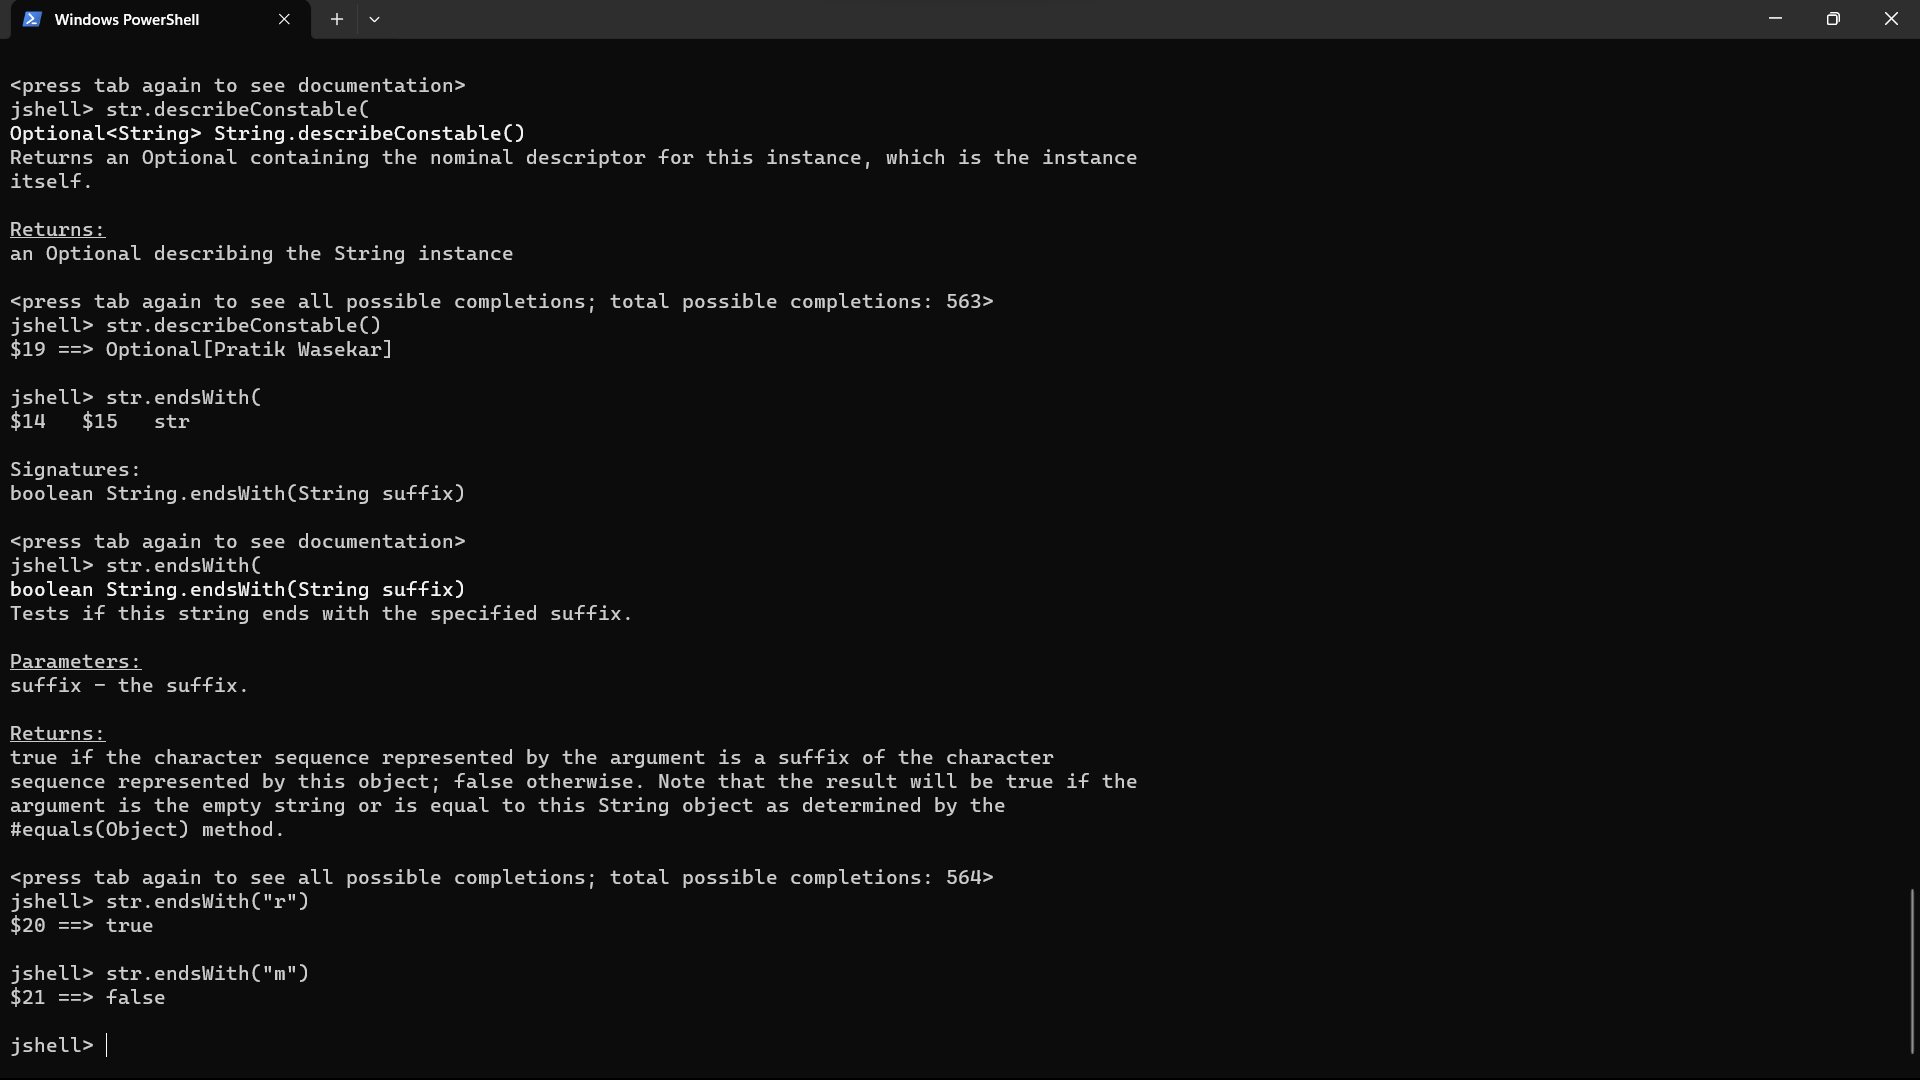 Windows PowerShell
<press tab again to see documentation>
jshell> str.describeConstable(
Optional<String> String.describeConstable()
Returns an Optional containing the nominal descriptor for this instance, which is the instance
itself.
Returns:
an Optional describing the String instance
<press tab again to see all possible completions; total possible completions: 563>
jshell> str.describeConstable()
$19 ==> Optional[Pratik Wasekar]
jshell> str.endsWith(
$14   $15   str
Signatures:
boolean String.endsWith(String suffix)
<press tab again to see documentation>
jshell> str.endsWith(
boolean String.endsWith(String suffix)
Tests if this string ends with the specified suffix.
Parameters:
suffix - the suffix.
Returns:
true if the character sequence represented by the argument is a suffix of the character
sequence represented by this object; false otherwise. Note that the result will be true if the
argument is the empty string or is equal to this String object as determined by the
#equals(Object) method.
<press tab again to see all possible completions; total possible completions: 564>
jshell> str.endsWith("r")
$20 ==> true
jshell> str.endsWith("m")
$21 ==> false
jshell>